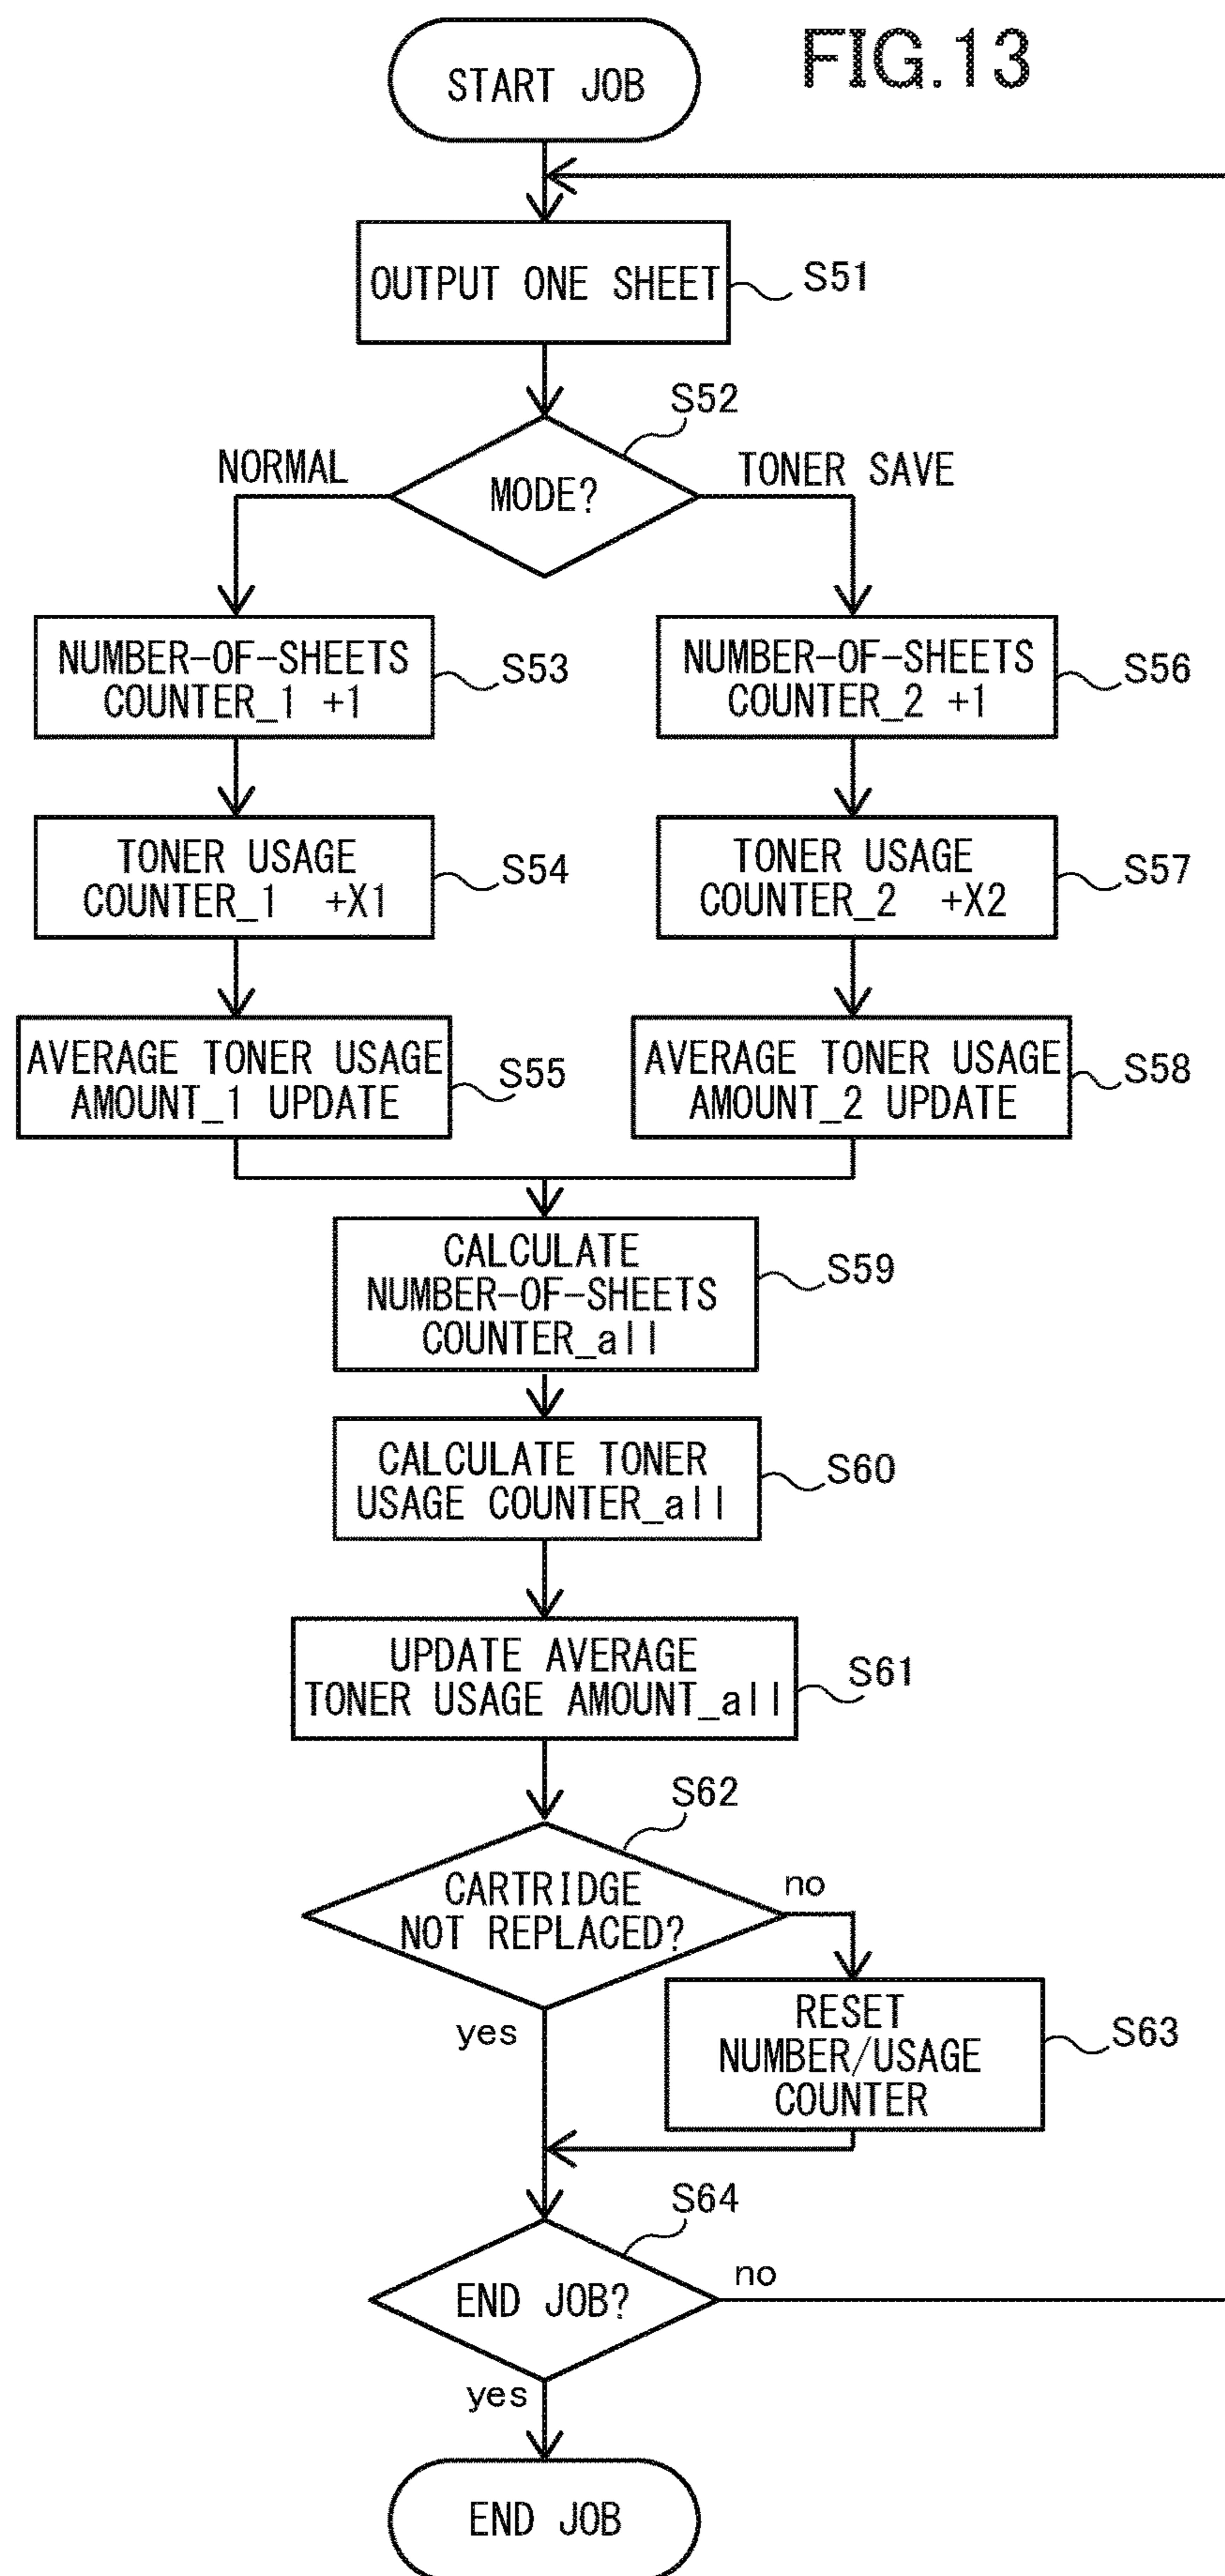 FIG.13
START JOB
OUTPUT ONE SHEET
S51
S52
MODE?
NORMAL
TONER SAVE
NUMBER-OF-SHEETS
COUNTER_1 +1
S53
TONER USAGE
COUNTER_1 +X1
S54
AVERAGE TONER USAGE
AMOUNT_1 UPDATE
S55
NUMBER-OF-SHEETS
COUNTER_2 +1
S56
TONER USAGE
COUNTER_2 +X2
S57
AVERAGE TONER USAGE
AMOUNT_2 UPDATE
S58
CALCULATE
NUMBER-OF-SHEETS
COUNTER_all
S59
CALCULATE TONER
USAGE COUNTER_all
S60
UPDATE AVERAGE
TONER USAGE AMOUNT_all
S61
S62
CARTRIDGE
NOT REPLACED?
no
yes
RESET
NUMBER/USAGE
COUNTER
S63
S64
END JOB?
no
yes
END JOB